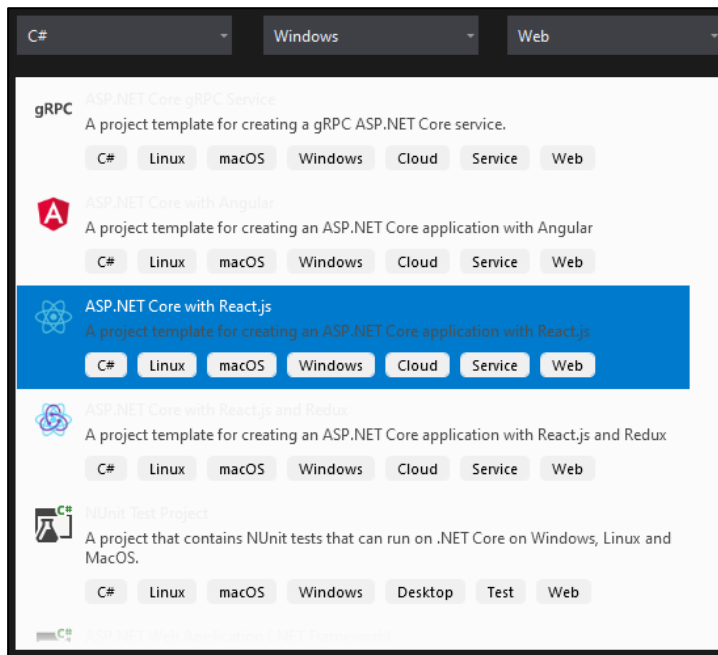 C# Windows Web
gRPC
ASP.NET Core gRPC Service
A project template for creating a gRPC ASP.NET Core service.
C# Linux macOS Windows Cloud Service Web
ASP.NET Core with Angular
A project template for creating an ASP.NET Core application with Angular
C# Linux macOS Windows Cloud Service Web
ASP.NET Core with React.js
A project template for creating an ASP.NET Core application with React.js
C# Linux macOS Windows Cloud Service Web
ASP.NET Core with React.js and Redux
A project template for creating an ASP.NET Core application with React.js and Redux
C# Linux macOS Windows Cloud Service Web
C#
NUnit Test Project
A project that contains NUnit tests that can run on .NET Core on Windows, Linux and
MacOS.
C# Linux macOS Windows Desktop Test Web
C#
ASP.NET Web Application (.NET Framework)